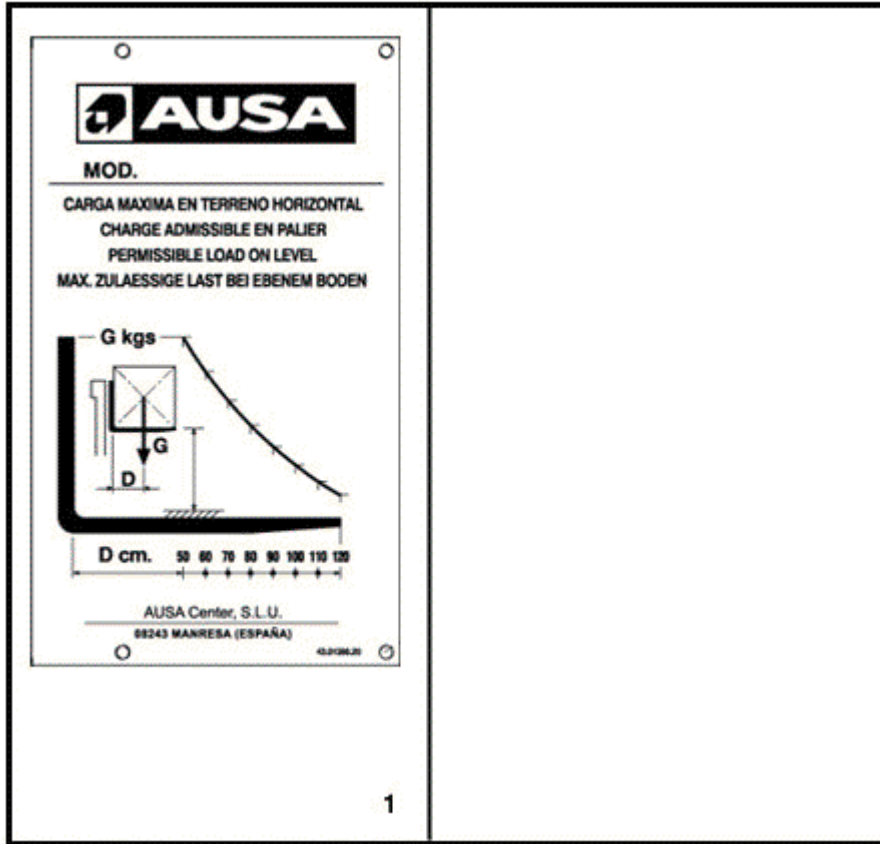 AUSA
MOD.
CARGA MAXIMA EN TERRENO HORIZONTAL
CHARGE ADMISSIBLE EN PALIER
PERMISSIBLE LOAD ON LEVEL
MAX. ZULAESSIGE LAST BEI EBENEM BODEN
G kgs
G
D
D cm. 50 60 70 80 90 100 110 120
AUSA Center, S.L.U.
08243 MANRESA (ESPAÑA)
1